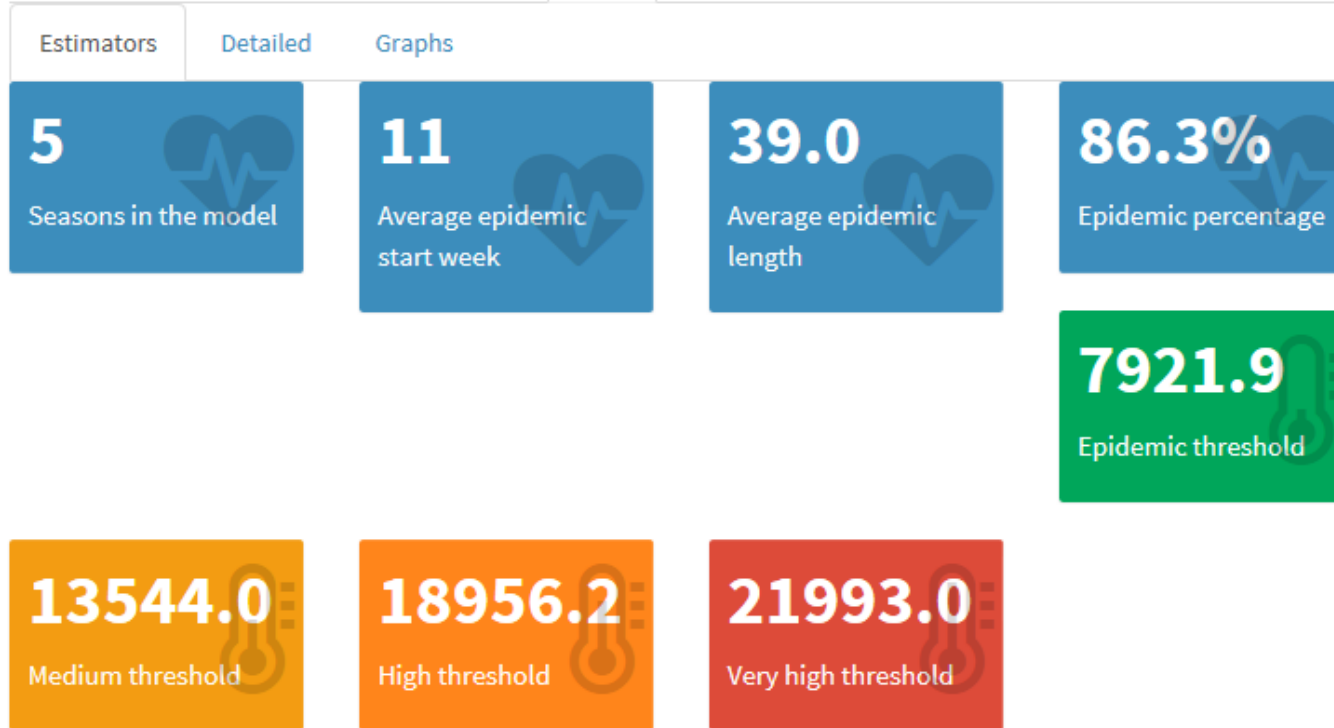 Estimators
Detailed
Graphs
5
Seasons in the model
11
Average epidemic
start week
39.0
Average epidemic
length
86.3%
Epidemic percentage
7921.9
Epidemic threshold
13544.0
Medium threshold
18956.2
High threshold
21993.0
Very high threshold